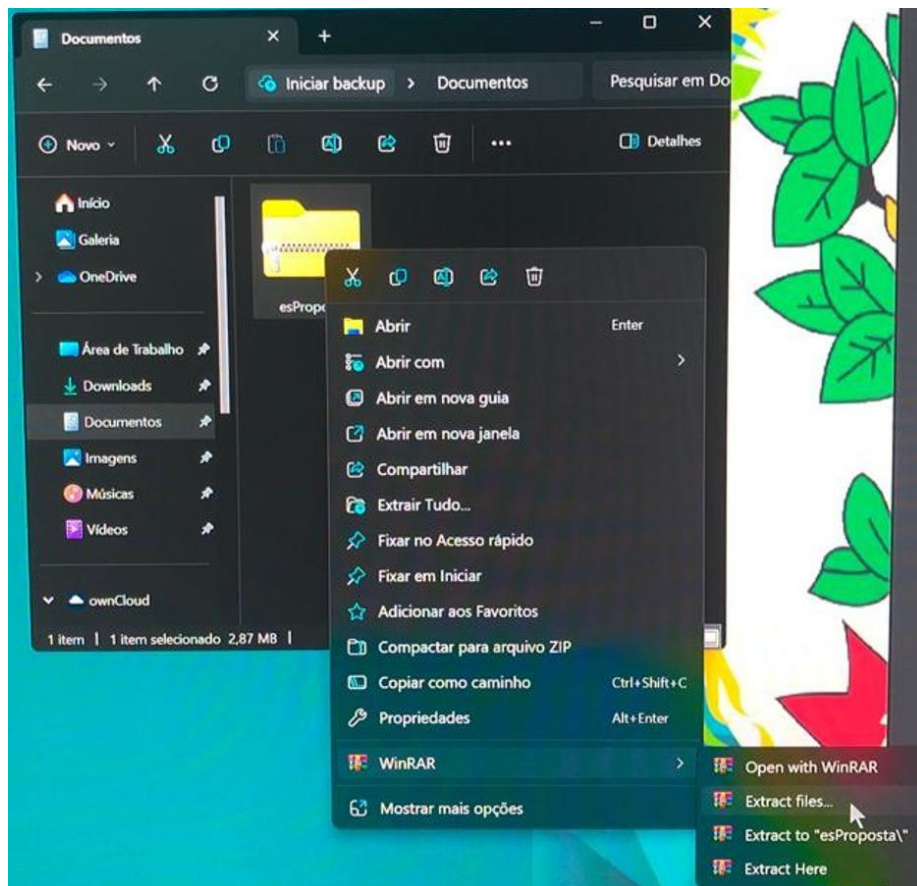 Documentos
Iniciar backup > Documentos
Pesquisar em Do
Novo
Detalhes
Início
Galeria
OneDrive
Área de Trabalho
Downloads
Documentos
Imagens
Músicas
Vídeos
ownCloud
1 item | 1 item selecionado 2,87 MB |
esPropo
Abrir Enter
Abrir com
Abrir em nova guia
Abrir em nova janela
Compartilhar
Extrair Tudo...
Fixar no Acesso rápido
Fixar em Iniciar
Adicionar aos Favoritos
Compactar para arquivo ZIP
Copiar como caminho Ctrl+Shift+C
Propriedades Alt+Enter
WinRAR
Mostrar mais opções
Open with WinRAR
Extract files...
Extract to "esProposta\"
Extract Here